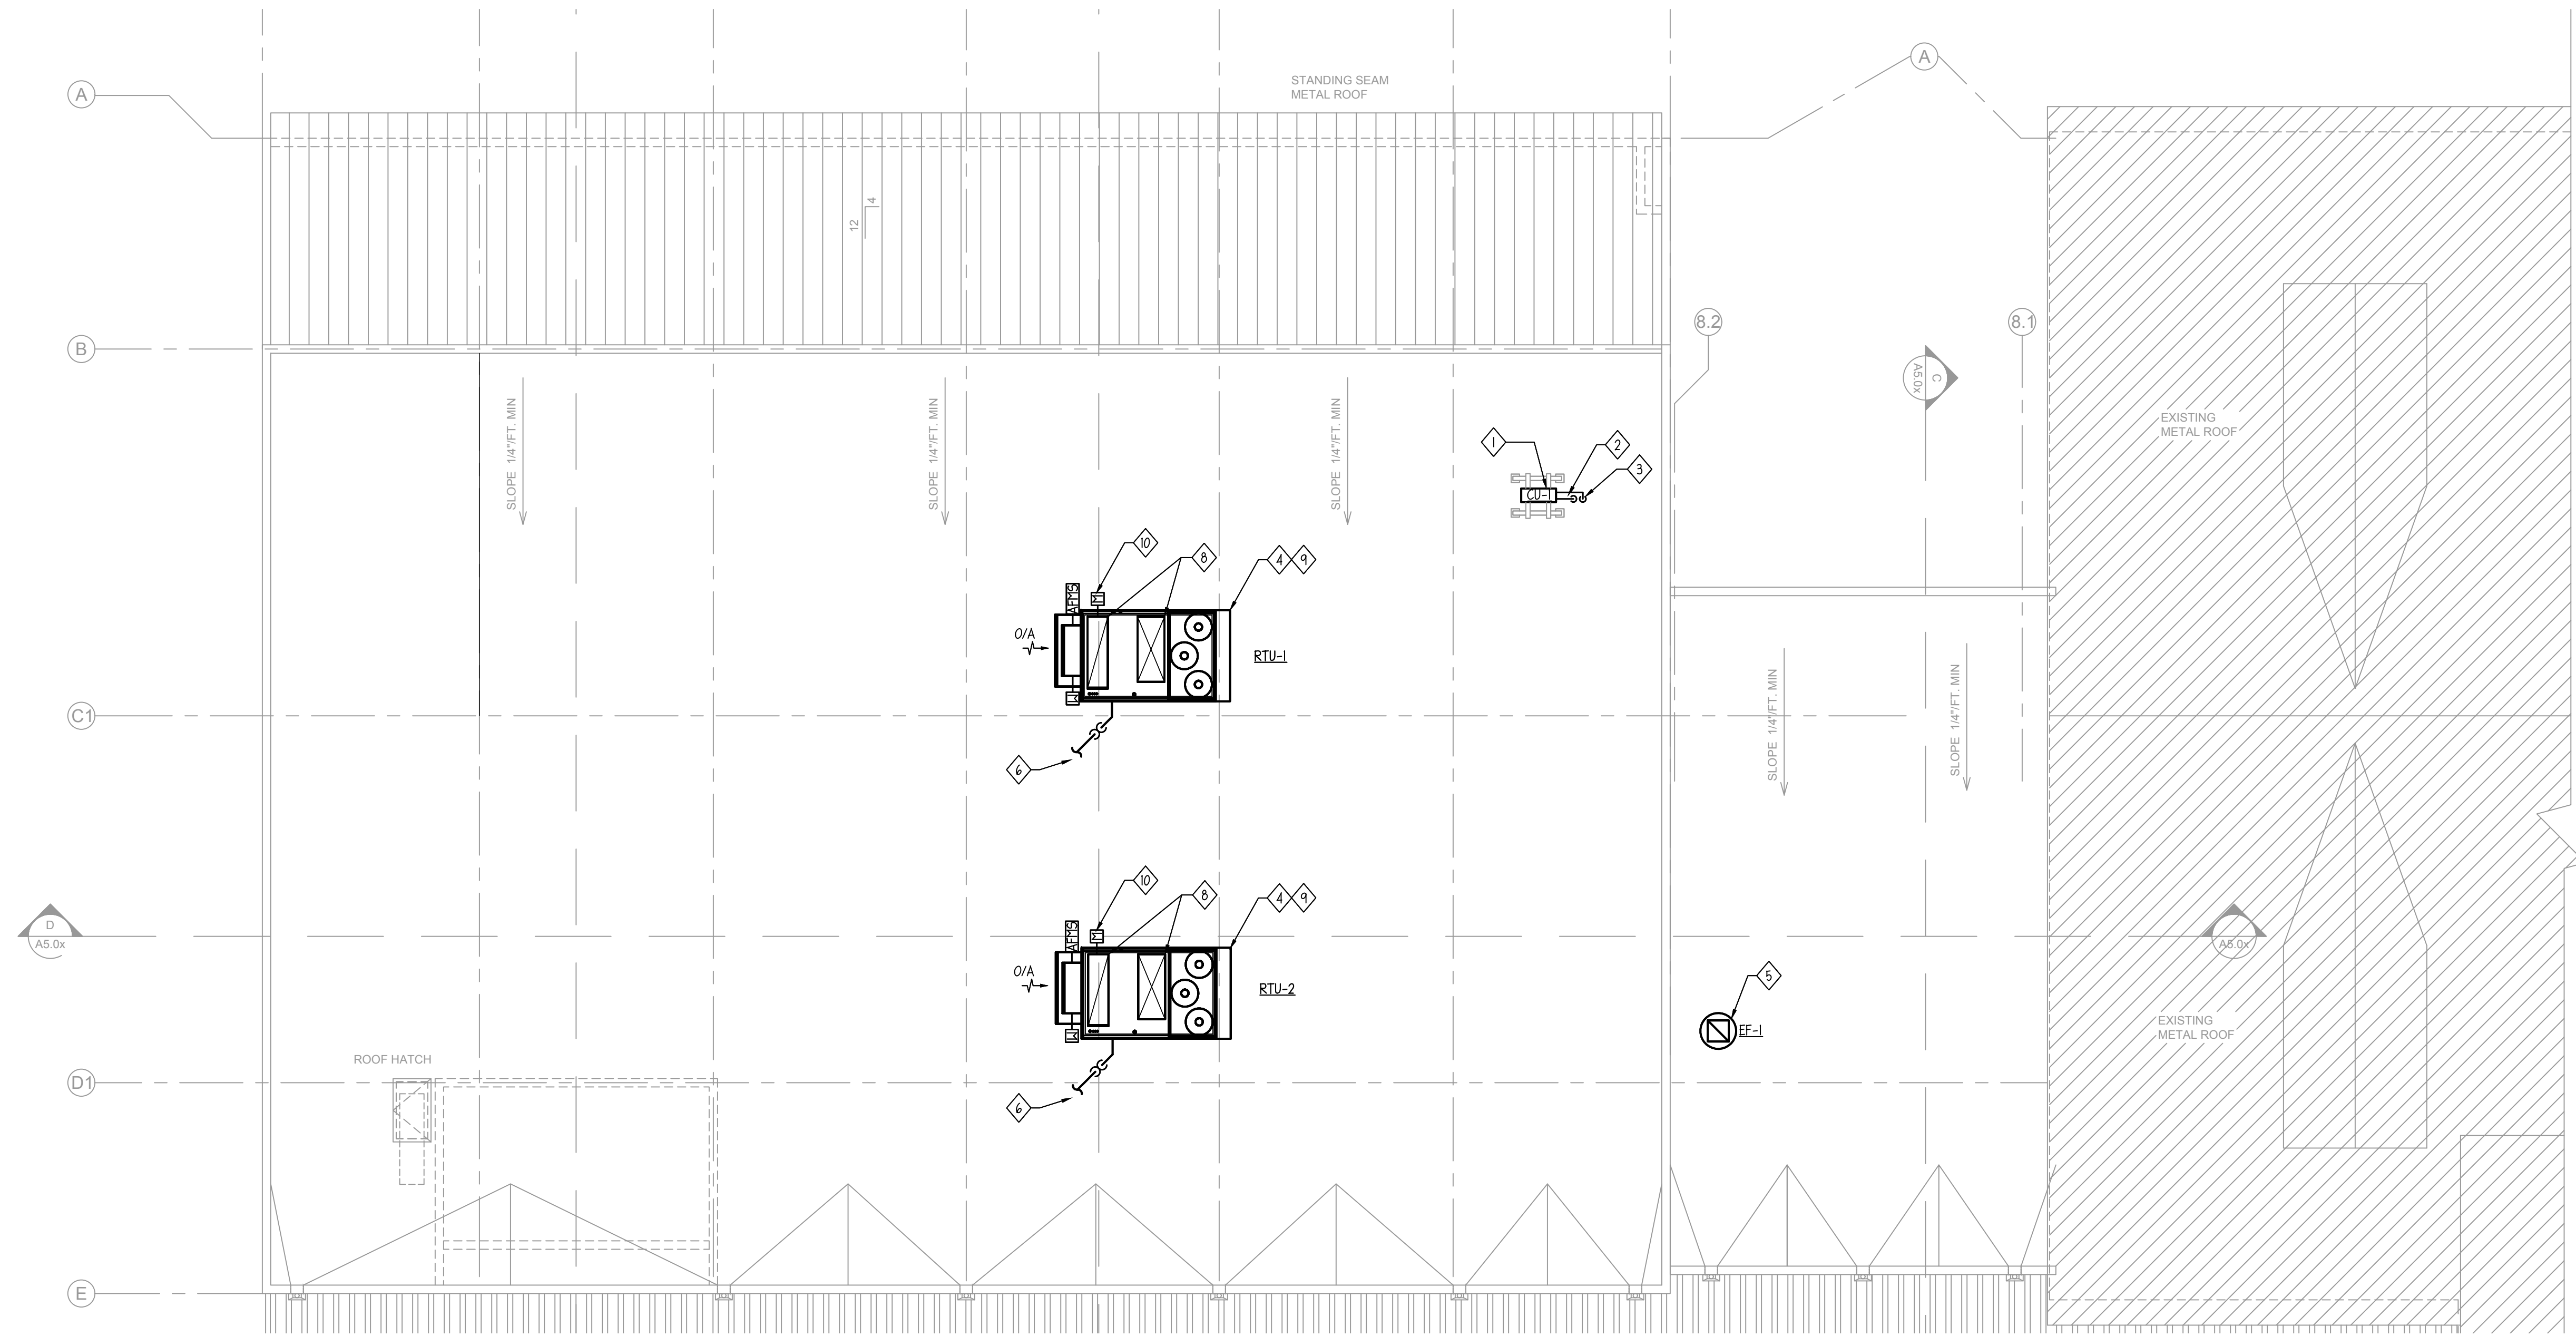 A
STANDING SEAM
METAL ROOF
A
12
4
B
8.2
8.1
C
A5.0x
SLOPE 1/4"/FT. MIN
SLOPE 1/4"/FT. MIN
SLOPE 1/4"/FT. MIN
EXISTING
METAL ROOF
1
2
3
CU-1
10
8
4
9
AFMS
M
O/A
RTU-1
M
C1
6
SLOPE 1/4"/FT. MIN
SLOPE 1/4"/FT. MIN
10
8
4
9
AFMS
M
O/A
RTU-2
M
D
A5.0x
A5.0x
5
EF-1
EXISTING
METAL ROOF
ROOF HATCH
D1
6
E